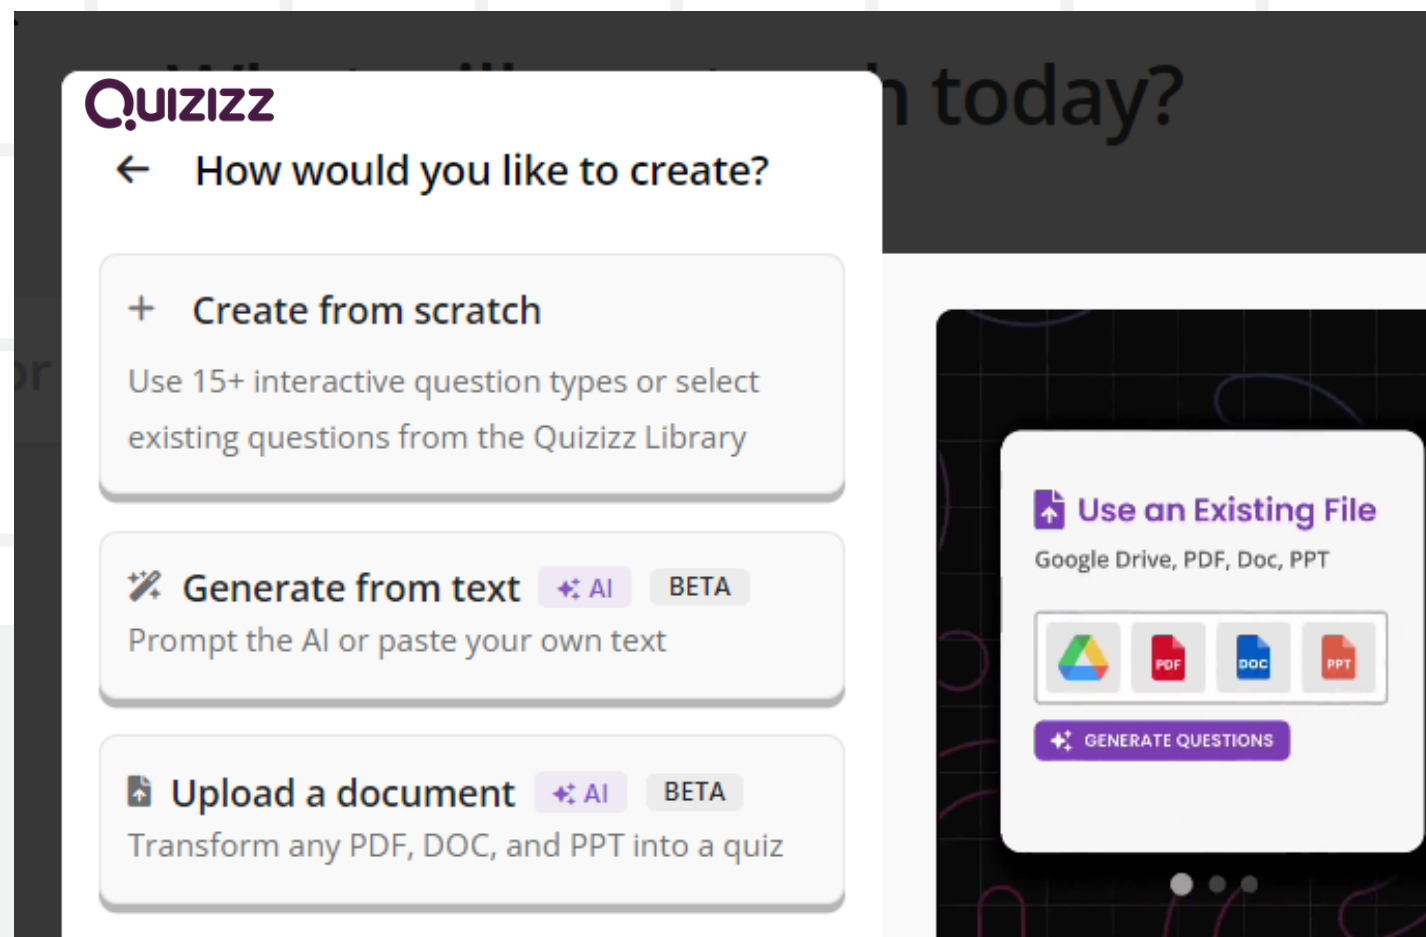 today?
QUIZIZZ
How would you like to create?
Create from scratch
Use 15+ interactive question types or select
existing questions from the Quizizz Library
Generate from text AI BETA
Prompt the AI or paste your own text
Upload a document AI BETA
Transform any PDF, DOC, and PPT into a quiz
Use an Existing File
Google Drive, PDF, Doc, PPT
PDF DOC PPT
GENERATE QUESTIONS